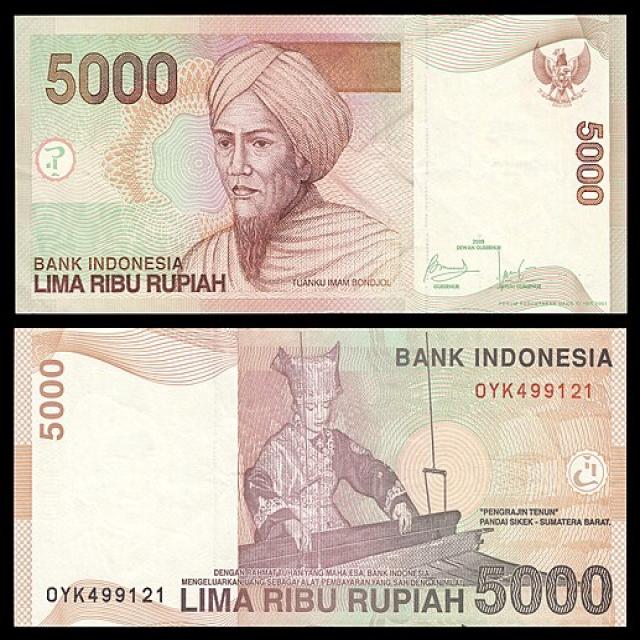 5000
5000
BANK INDONESIA
LIMA RIBU RUPIAH
TUANKU IMAM BONDJOL
DEWAN GUBERNUR
GUBERNUR
DEPUTI GUBERNUR
5000
BANK INDONESIA
OYK499121
"PENGRAJIN TENUN"
PANDAI SIKEK - SUMATERA BARAT.
DENGAN RAHMAT TUHAN YANG MAHA ESA, BANK INDONESIA
MENGELUARKAN UANG SEBAGAI ALAT PEMBAYARAN YANG SAH DENGAN NILAI
OYK499121
LIMA RIBU RUPIAH 5000